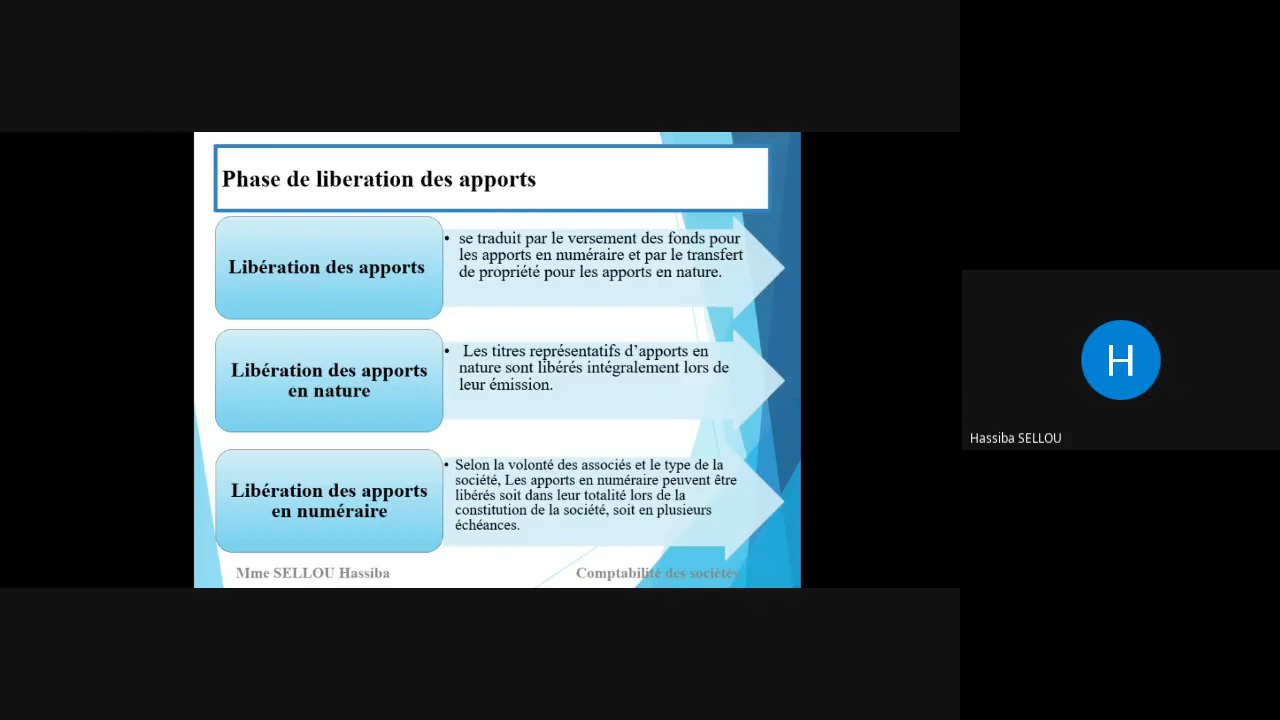 Phase de liberation des apports
Libération des apports
• se traduit par le versement des fonds pour
les apports en numéraire et par le transfert
de propriété pour les apports en nature.
Libération des apports
en nature
• Les titres représentatifs d’apports en
nature sont libérés intégralement lors de
leur émission.
Libération des apports
en numéraire
• Selon la volonté des associés et le type de la
société, Les apports en numéraire peuvent être
libérés soit dans leur totalité lors de la
constitution de la société, soit en plusieurs
échéances.
Mme SELLOU Hassiba
Comptabilité des sociétés
H
Hassiba SELLOU